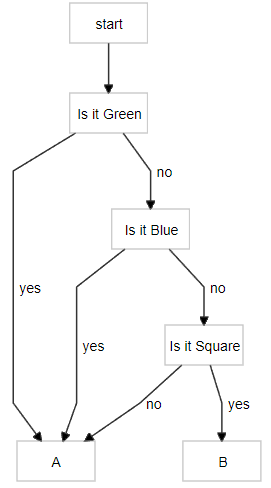 start
Is it Green
no
Is it Blue
yes
no
yes
Is it Square
no
yes
A
B